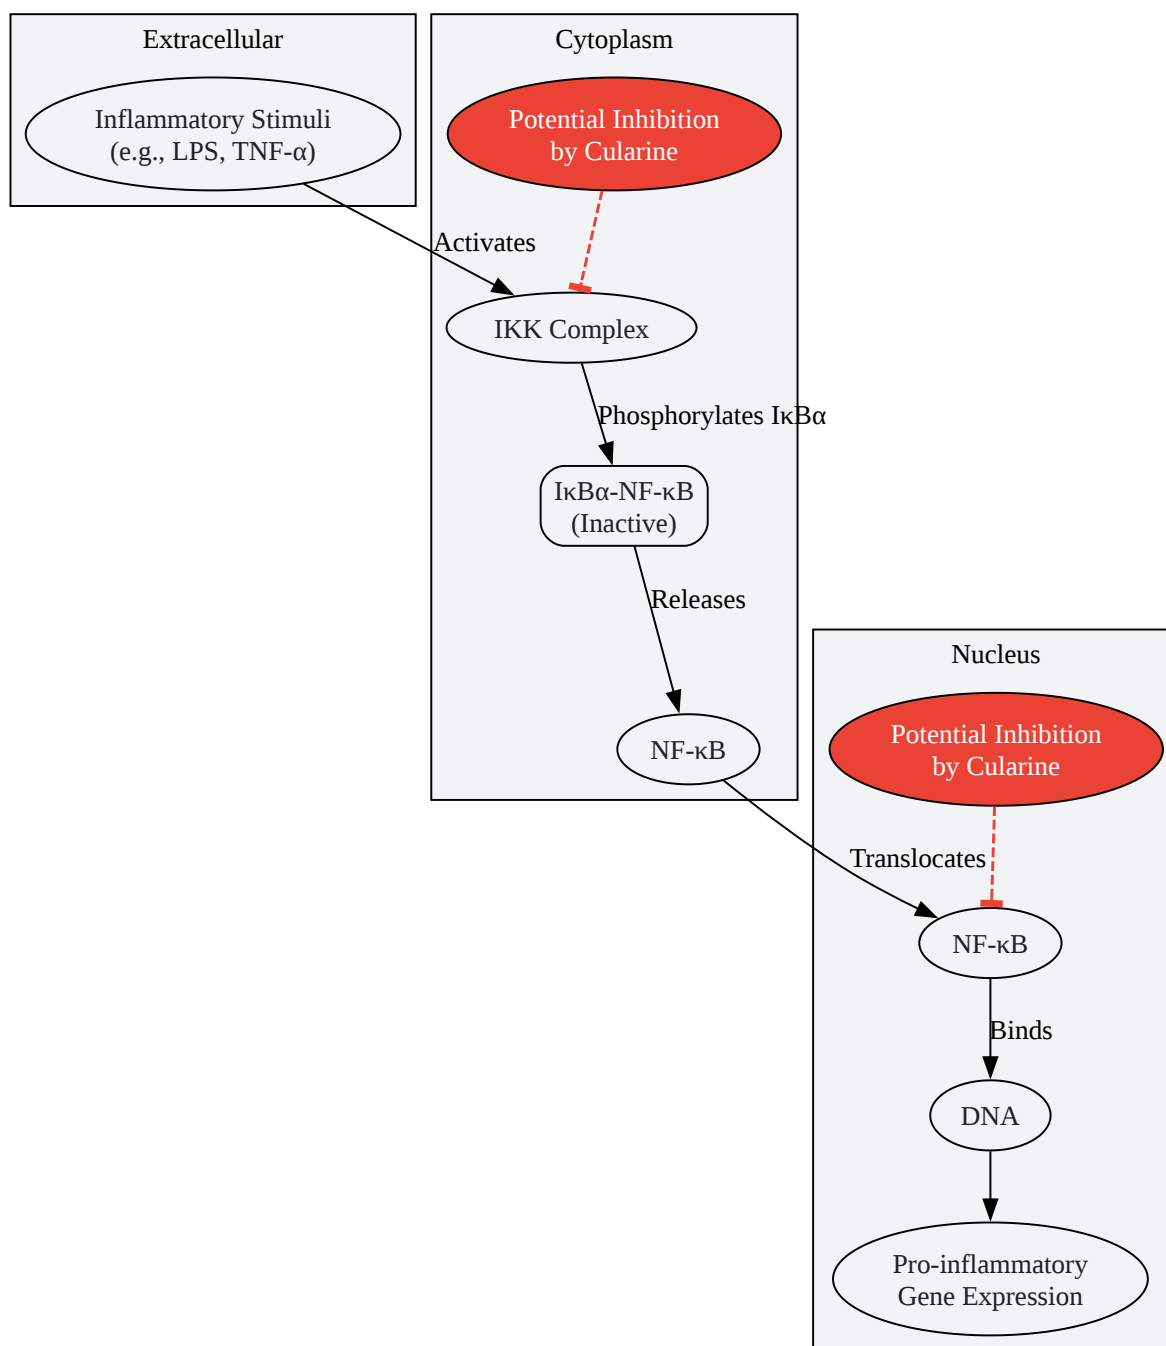 Extracellular
Inflammatory Stimuli
(e.g., LPS, TNF-α)
Cytoplasm
Potential Inhibition
by Cularine
Activates
IKK Complex
Phosphorylates IκBα
IκBα-NF-κB
(Inactive)
Releases
NF-κB
Nucleus
Potential Inhibition
by Cularine
Translocates
NF-κB
Binds
DNA
Pro-inflammatory
Gene Expression